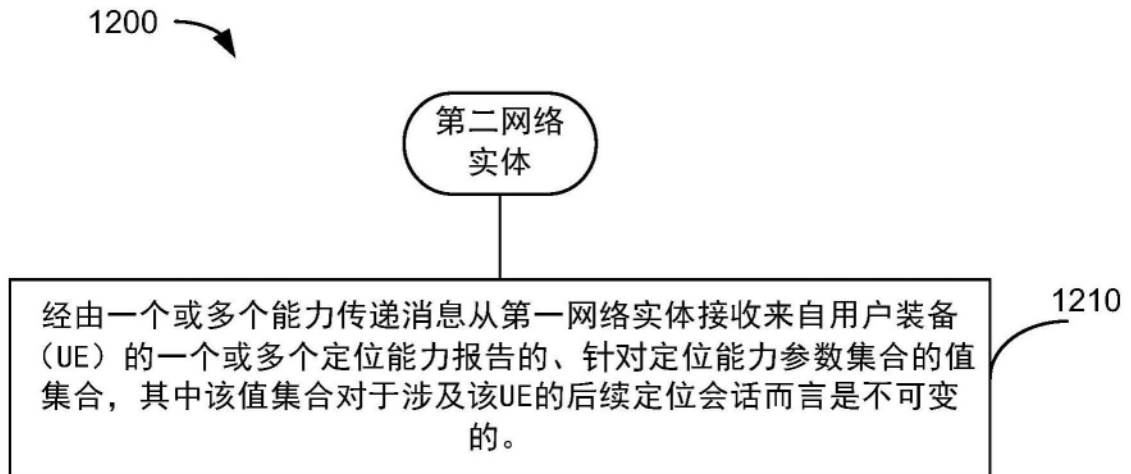 1200
第二网络
实体
经由一个或多个能力传递消息从第一网络实体接收来自用户装备
（UE）的一个或多个定位能力报告的、针对定位能力参数集合的值
集合，其中该值集合对于涉及该UE的后续定位会话而言是不可变
的。
1210